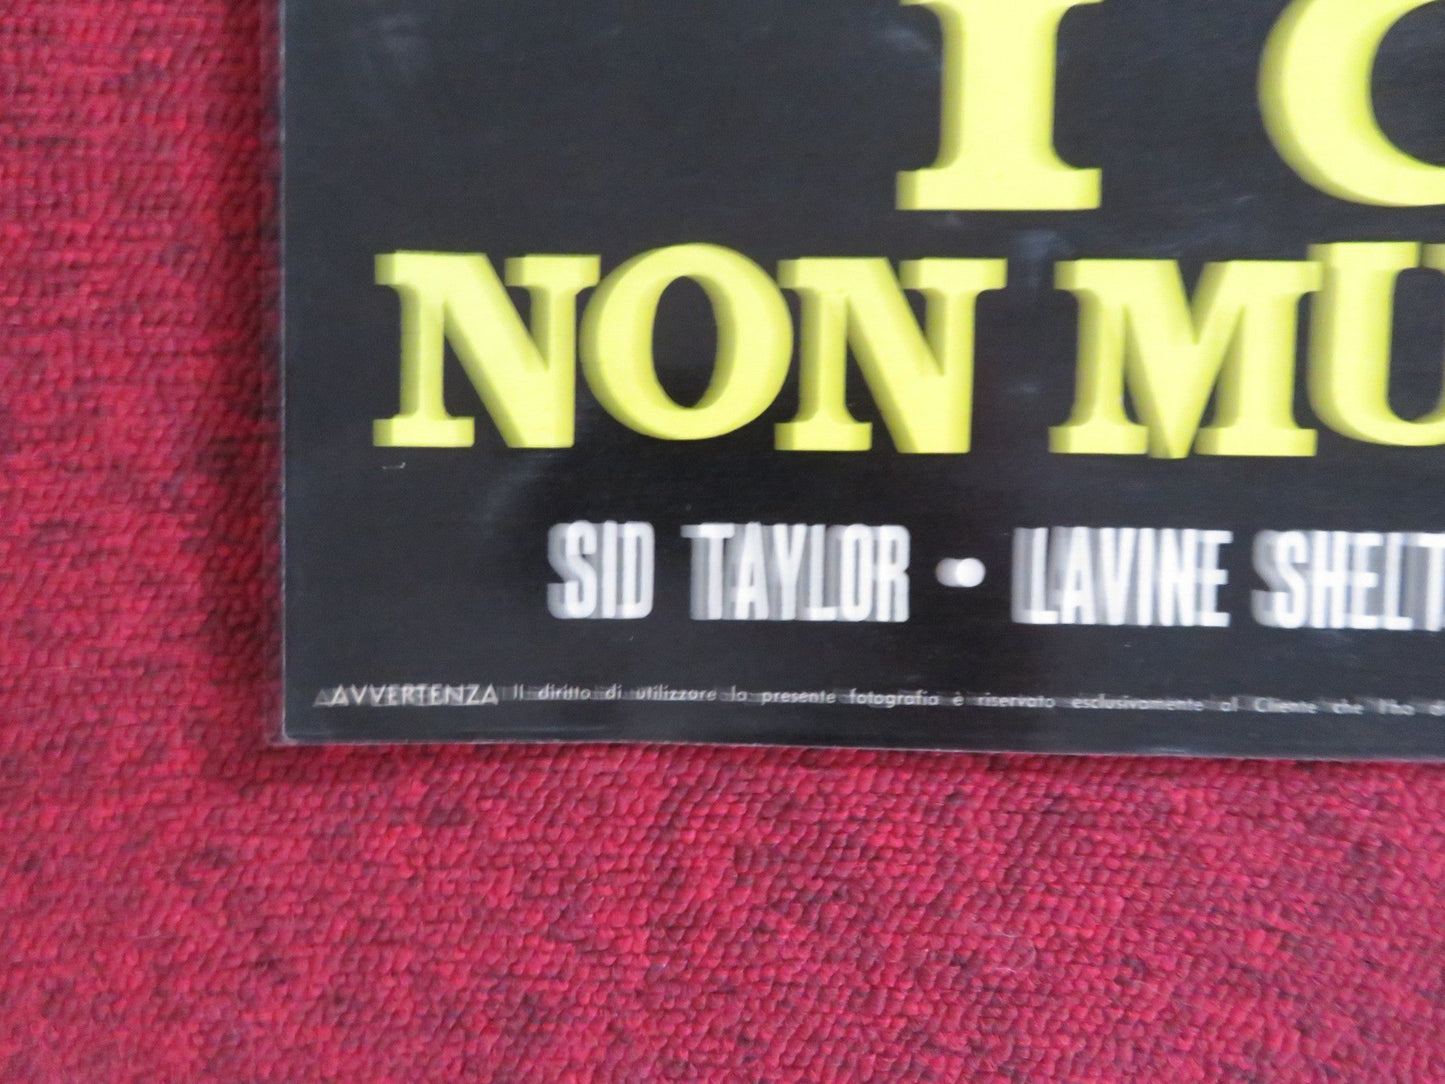 I C
NON MU
SID TAYLOR • LAVINE SHELT
AVVERTENZA Il diritto di utilizzare la presente fotografia è riservato esclusivamente al Cliente che l'ha d